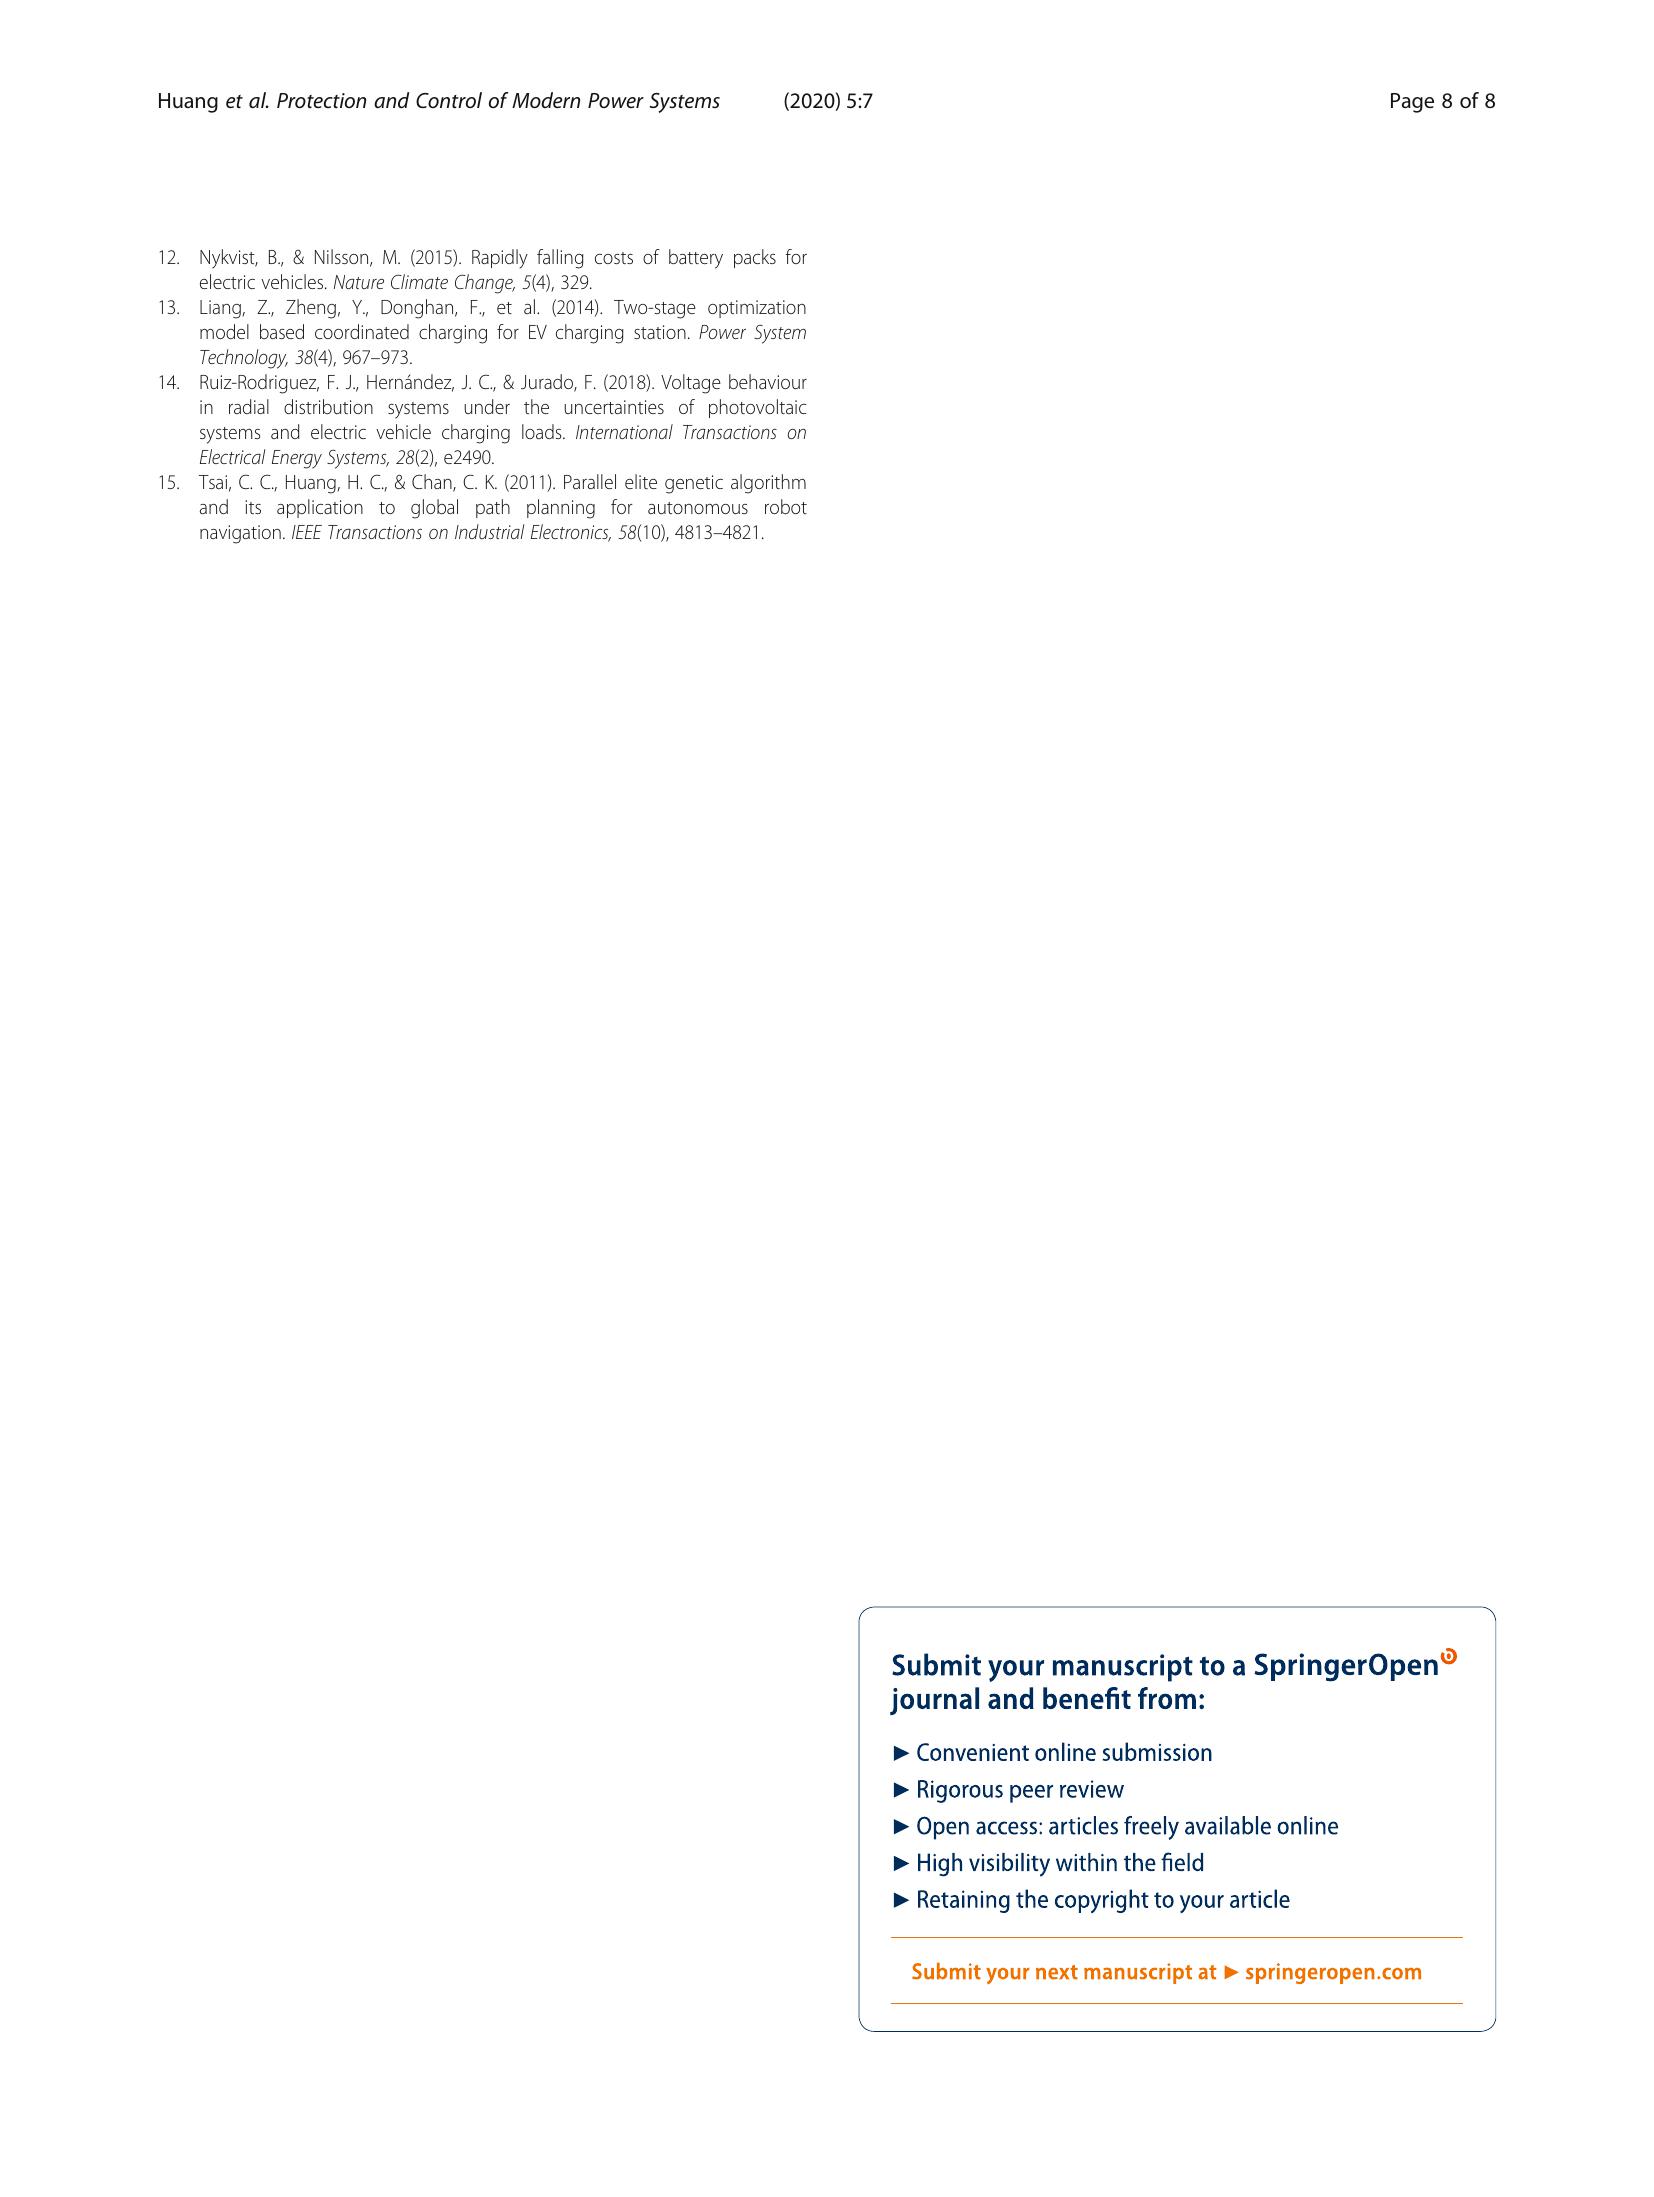 Huang et al. Protection and Control of Modern Power Systems (2020) 5:7 Page 8 of 8
12. Nykvist, B., & Nilsson, M. (2015). Rapidly falling costs of battery packs for
electric vehicles. Nature Climate Change, 5(4), 329.
13. Liang, Z., Zheng, Y., Donghan, F., et al. (2014). Two-stage optimization
model based coordinated charging for EV charging station. Power System
Technology, 38(4), 967–973.
14. Ruiz-Rodriguez, F. J., Hernández, J. C., & Jurado, F. (2018). Voltage behaviour
in radial distribution systems under the uncertainties of photovoltaic
systems and electric vehicle charging loads. International Transactions on
Electrical Energy Systems, 28(2), e2490.
15. Tsai, C. C., Huang, H. C., & Chan, C. K. (2011). Parallel elite genetic algorithm
and its application to global path planning for autonomous robot
navigation. IEEE Transactions on Industrial Electronics, 58(10), 4813–4821.
Submit your manuscript to a SpringerOpen
journal and benefit from:
► Convenient online submission
► Rigorous peer review
► Open access: articles freely available online
► High visibility within the field
► Retaining the copyright to your article
Submit your next manuscript at ► springeropen.com